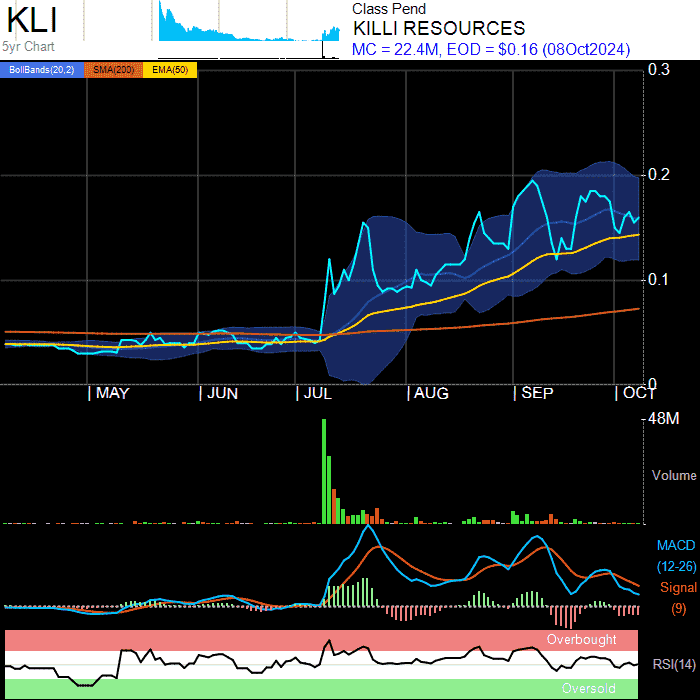 KLI
5yr Chart
Class Pend
KILLI RESOURCES
MC = 22.4M, EOD = $0.16 (08Oct2024)
BollBands(20,2) SMA(200) EMA(50)
0.3
0.2
0.1
0
MAY JUN JUL AUG SEP OCT
48M
Volume
MACD
(12-26)
Signal
(9)
Overbought
RSI(14)
Oversold